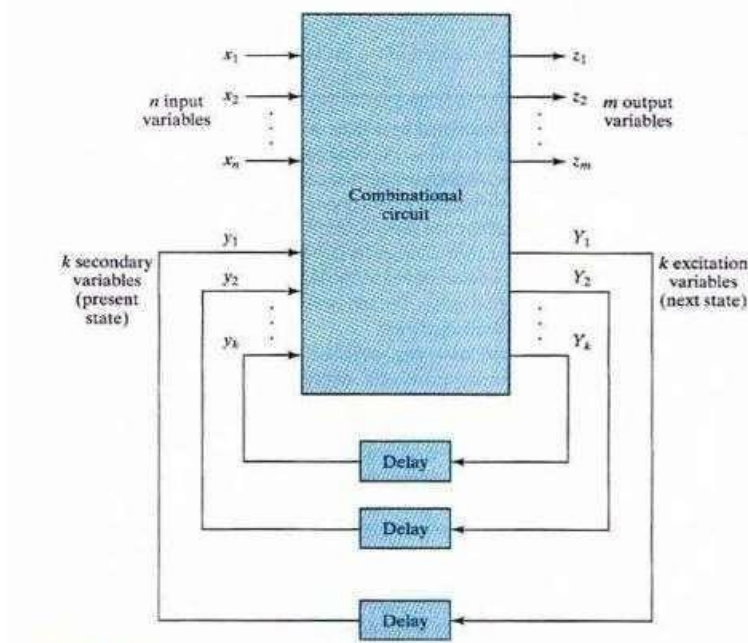 x1
z1
n input
variables
x2
z2
m output
variables
xn
zm
Combinational
circuit
k secondary
variables
(present
state)
y1
Y1
k excitation
variables
(next state)
y2
Y2
yk
Yk
Delay
Delay
Delay